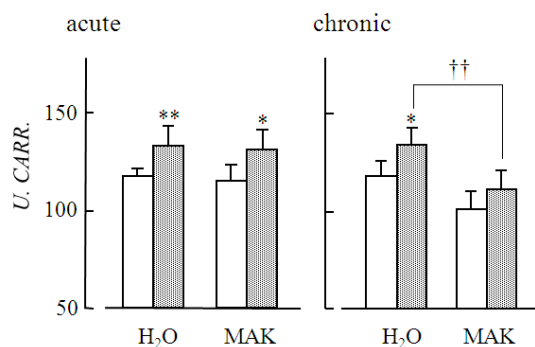 acute
chronic
††
150
**
*
*
U. CARR.
100
50
H₂O
MAK
H₂O
MAK